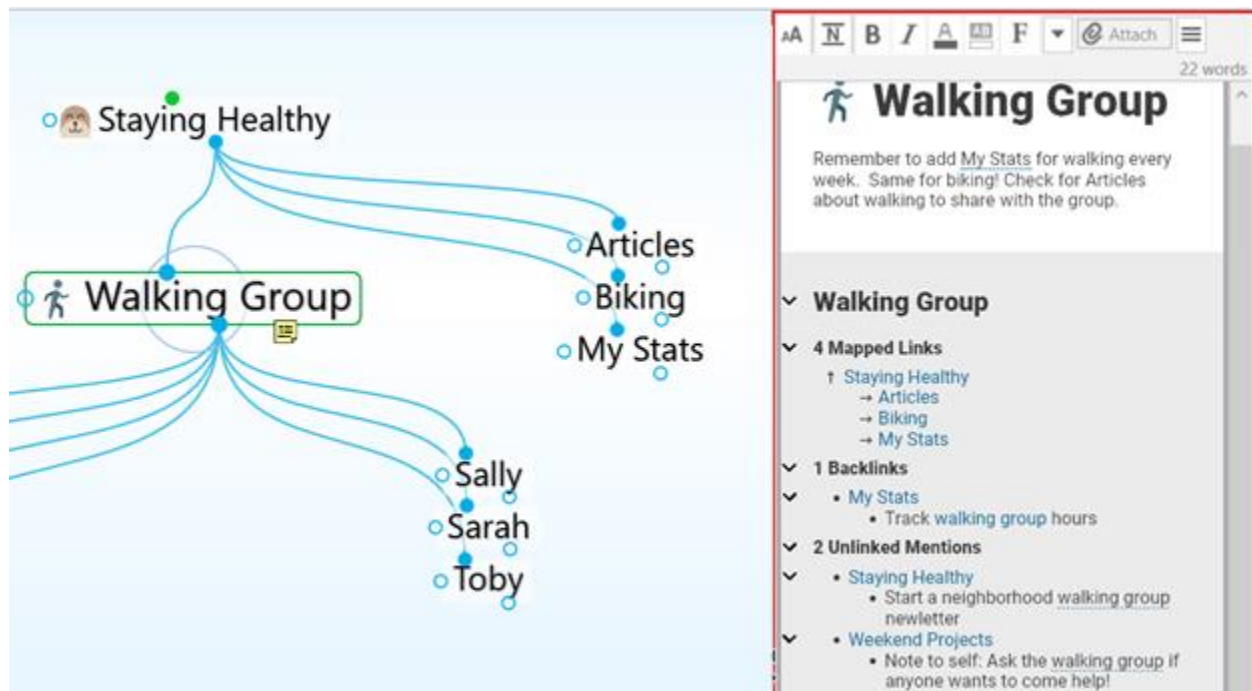 Staying Healthy
Walking Group
Articles
Biking
My Stats
Sally
Sarah
Toby
AA N B I A F Attach
22 words
Walking Group
Remember to add My Stats for walking every
week. Same for biking! Check for Articles
about walking to share with the group.
Walking Group
4 Mapped Links
↑ Staying Healthy
→ Articles
→ Biking
→ My Stats
1 Backlinks
• My Stats
• Track walking group hours
2 Unlinked Mentions
• Staying Healthy
• Start a neighborhood walking group
newletter
• Weekend Projects
• Note to self: Ask the walking group if
anyone wants to come help!